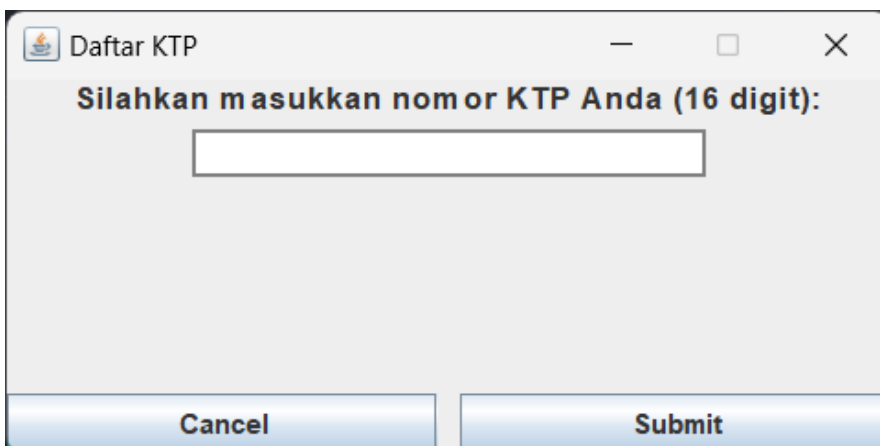 Daftar KTP
Silahkan masukkan nomor KTP Anda (16 digit):
Cancel
Submit